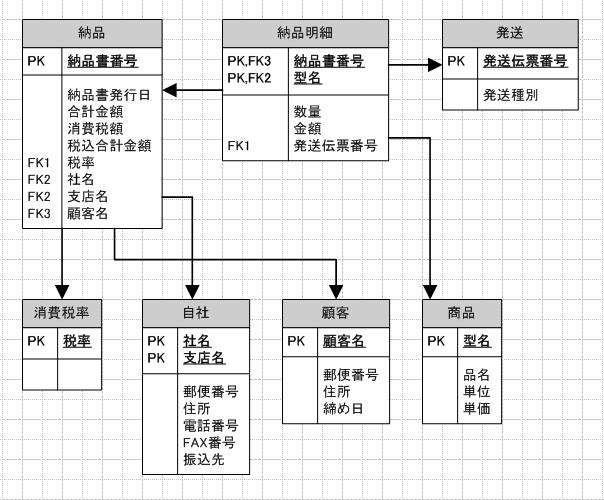 納品
PK 納品書番号
納品書発行日
合計金額
消費税額
税込合計金額
FK1 税率
FK2 社名
FK2 支店名
FK3 顧客名
納品明細
PK,FK3 納品書番号
PK,FK2 型名
数量
金額
FK1 発送伝票番号
発送
PK 発送伝票番号
発送種別
消費税率
PK 税率
自社
PK 社名
PK 支店名
郵便番号
住所
電話番号
FAX番号
振込先
顧客
PK 顧客名
郵便番号
住所
締め日
商品
PK 型名
品名
単位
単価